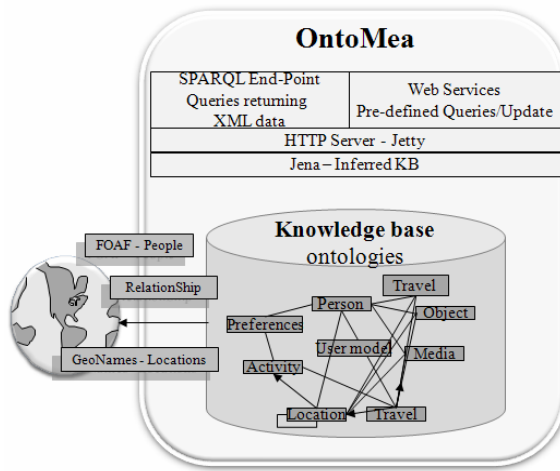 OntoMea
SPARQL End-Point
Queries returning
XML data
Web Services
Pre-defined Queries/Update
HTTP Server - Jetty
Jena – Inferred KB
FOAF - People
RelationShip
GeoNames - Locations
Knowledge base
ontologies
Travel
Person
Object
Preferences
User model
Media
Activity
Location
Travel